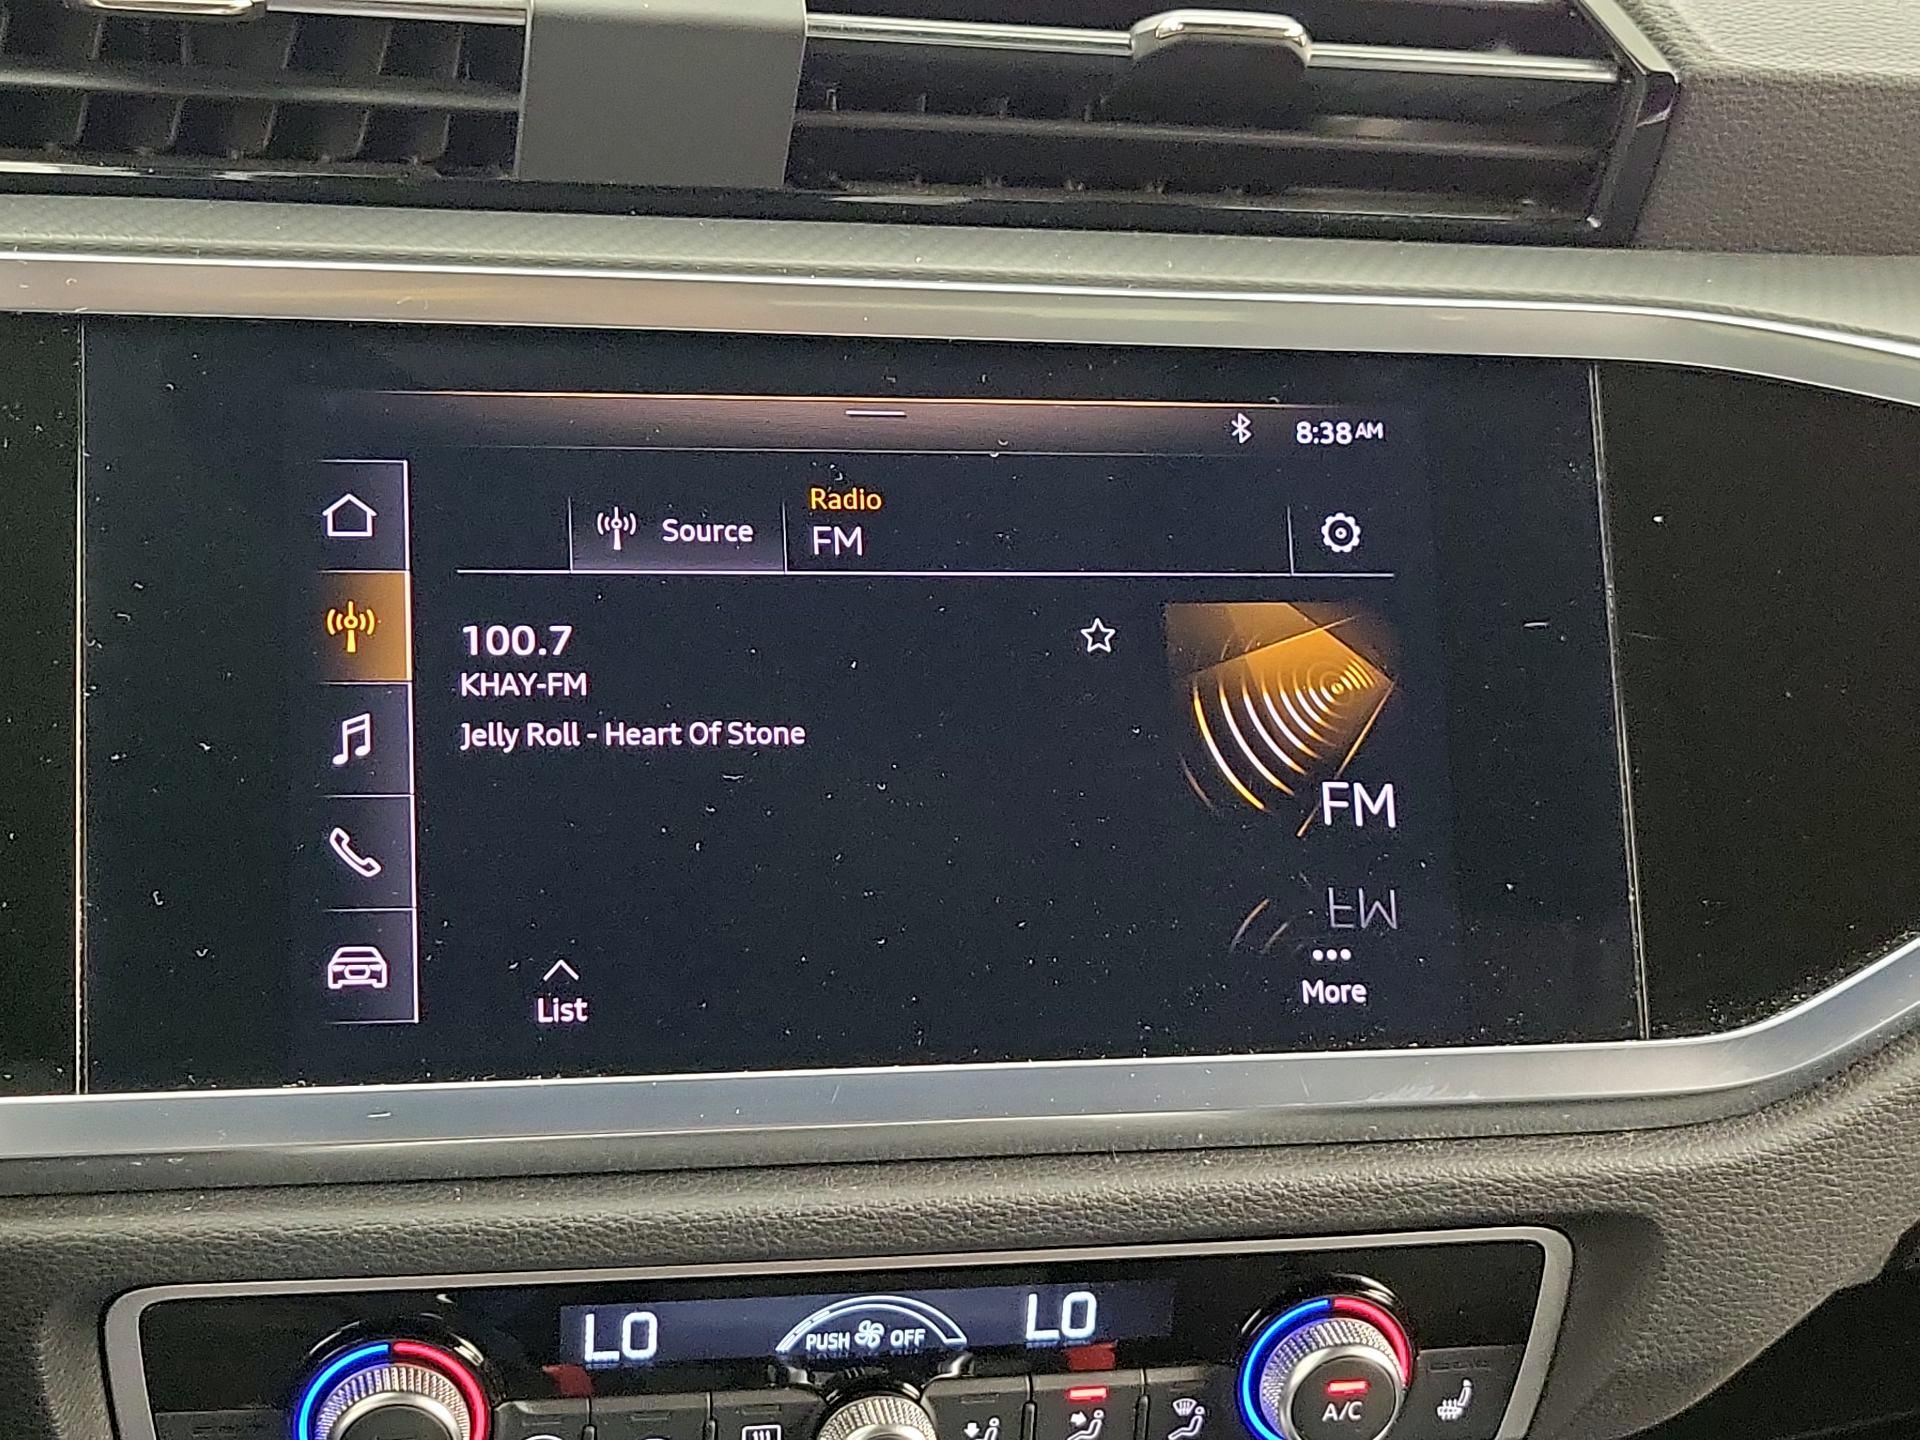 8:38 AM
Source
Radio
FM
100.7
KHAY-FM
Jelly Roll - Heart Of Stone
FM
FM
List
More
LO
PUSH OFF
LO
A/C